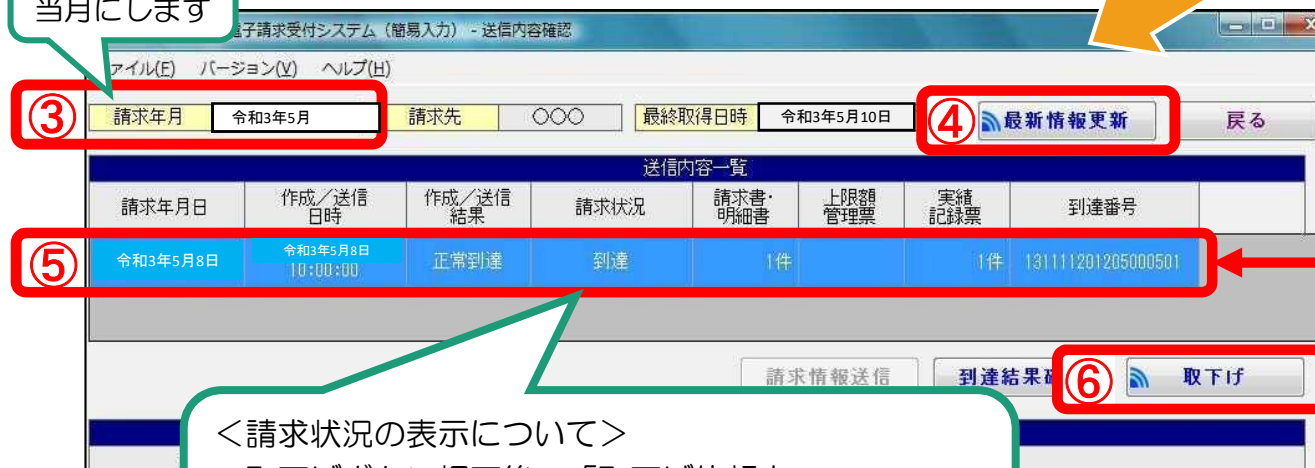 当月にします
子請求受付システム（簡易入力） - 送信内容確認
ァイル(F) バージョン(V) ヘルプ(H)
③ 請求年月 令和3年5月 請求先 ○○○ 最終取得日時 令和3年5月10日 ④ 最新情報更新 戻る
送信内容一覧
請求年月日 作成／送信日時 作成／送信結果 請求状況 請求書・明細書 上限額管理票 実績記録票 到達番号
⑤ 令和3年5月8日 令和3年5月8日 10:00:00 正常到達 到達 1件 1件 131111201205000501
請求情報送信 到達結果 ⑥ 取下げ
＜請求状況の表示について＞